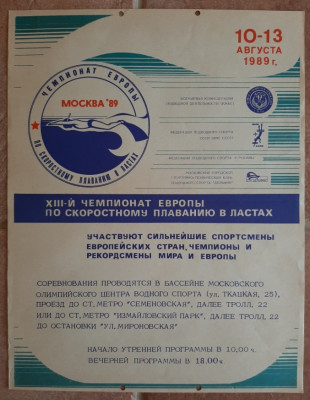 10-13
АВГУСТА
1989г.
ЧЕМПИОНАТ ЕВРОПЫ
МОСКВА '89
ПО СКОРОСТНОМУ ПЛАВАНИЮ В ЛАСТАХ
XIII-Й ЧЕМПИОНАТ ЕВРОПЫ
ПО СКОРОСТНОМУ ПЛАВАНИЮ В ЛАСТАХ
УЧАСТВУЮТ СИЛЬНЕЙШИЕ СПОРТСМЕНЫ
ЕВРОПЕЙСКИХ СТРАН, ЧЕМПИОНЫ И
РЕКОРДСМЕНЫ МИРА И ЕВРОПЫ
СОРЕВНОВАНИЯ ПРОВОДЯТСЯ В БАССЕЙНЕ МОСКОВСКОГО
ОЛИМПИЙСКОГО ЦЕНТРА ВОДНОГО СПОРТА (ул. ТКАЦКАЯ, 25),
ПРОЕЗД ДО СТ, МЕТРО "СЕМЕНОВСКАЯ", ДАЛЕЕ ТРОЛЛ, 22
ИЛИ ДО СТ, МЕТРО "ИЗМАЙЛОВСКИЙ ПАРК", ДАЛЕЕ ТРОЛЛ, 22
ДО ОСТАНОВКИ "УЛ. МИРОНОВСКАЯ"
НАЧАЛО УТРЕННЕЙ ПРОГРАММЫ В 10,00 ч.
ВЕЧЕРНЕЙ ПРОГРАММЫ В 18.00 ч.